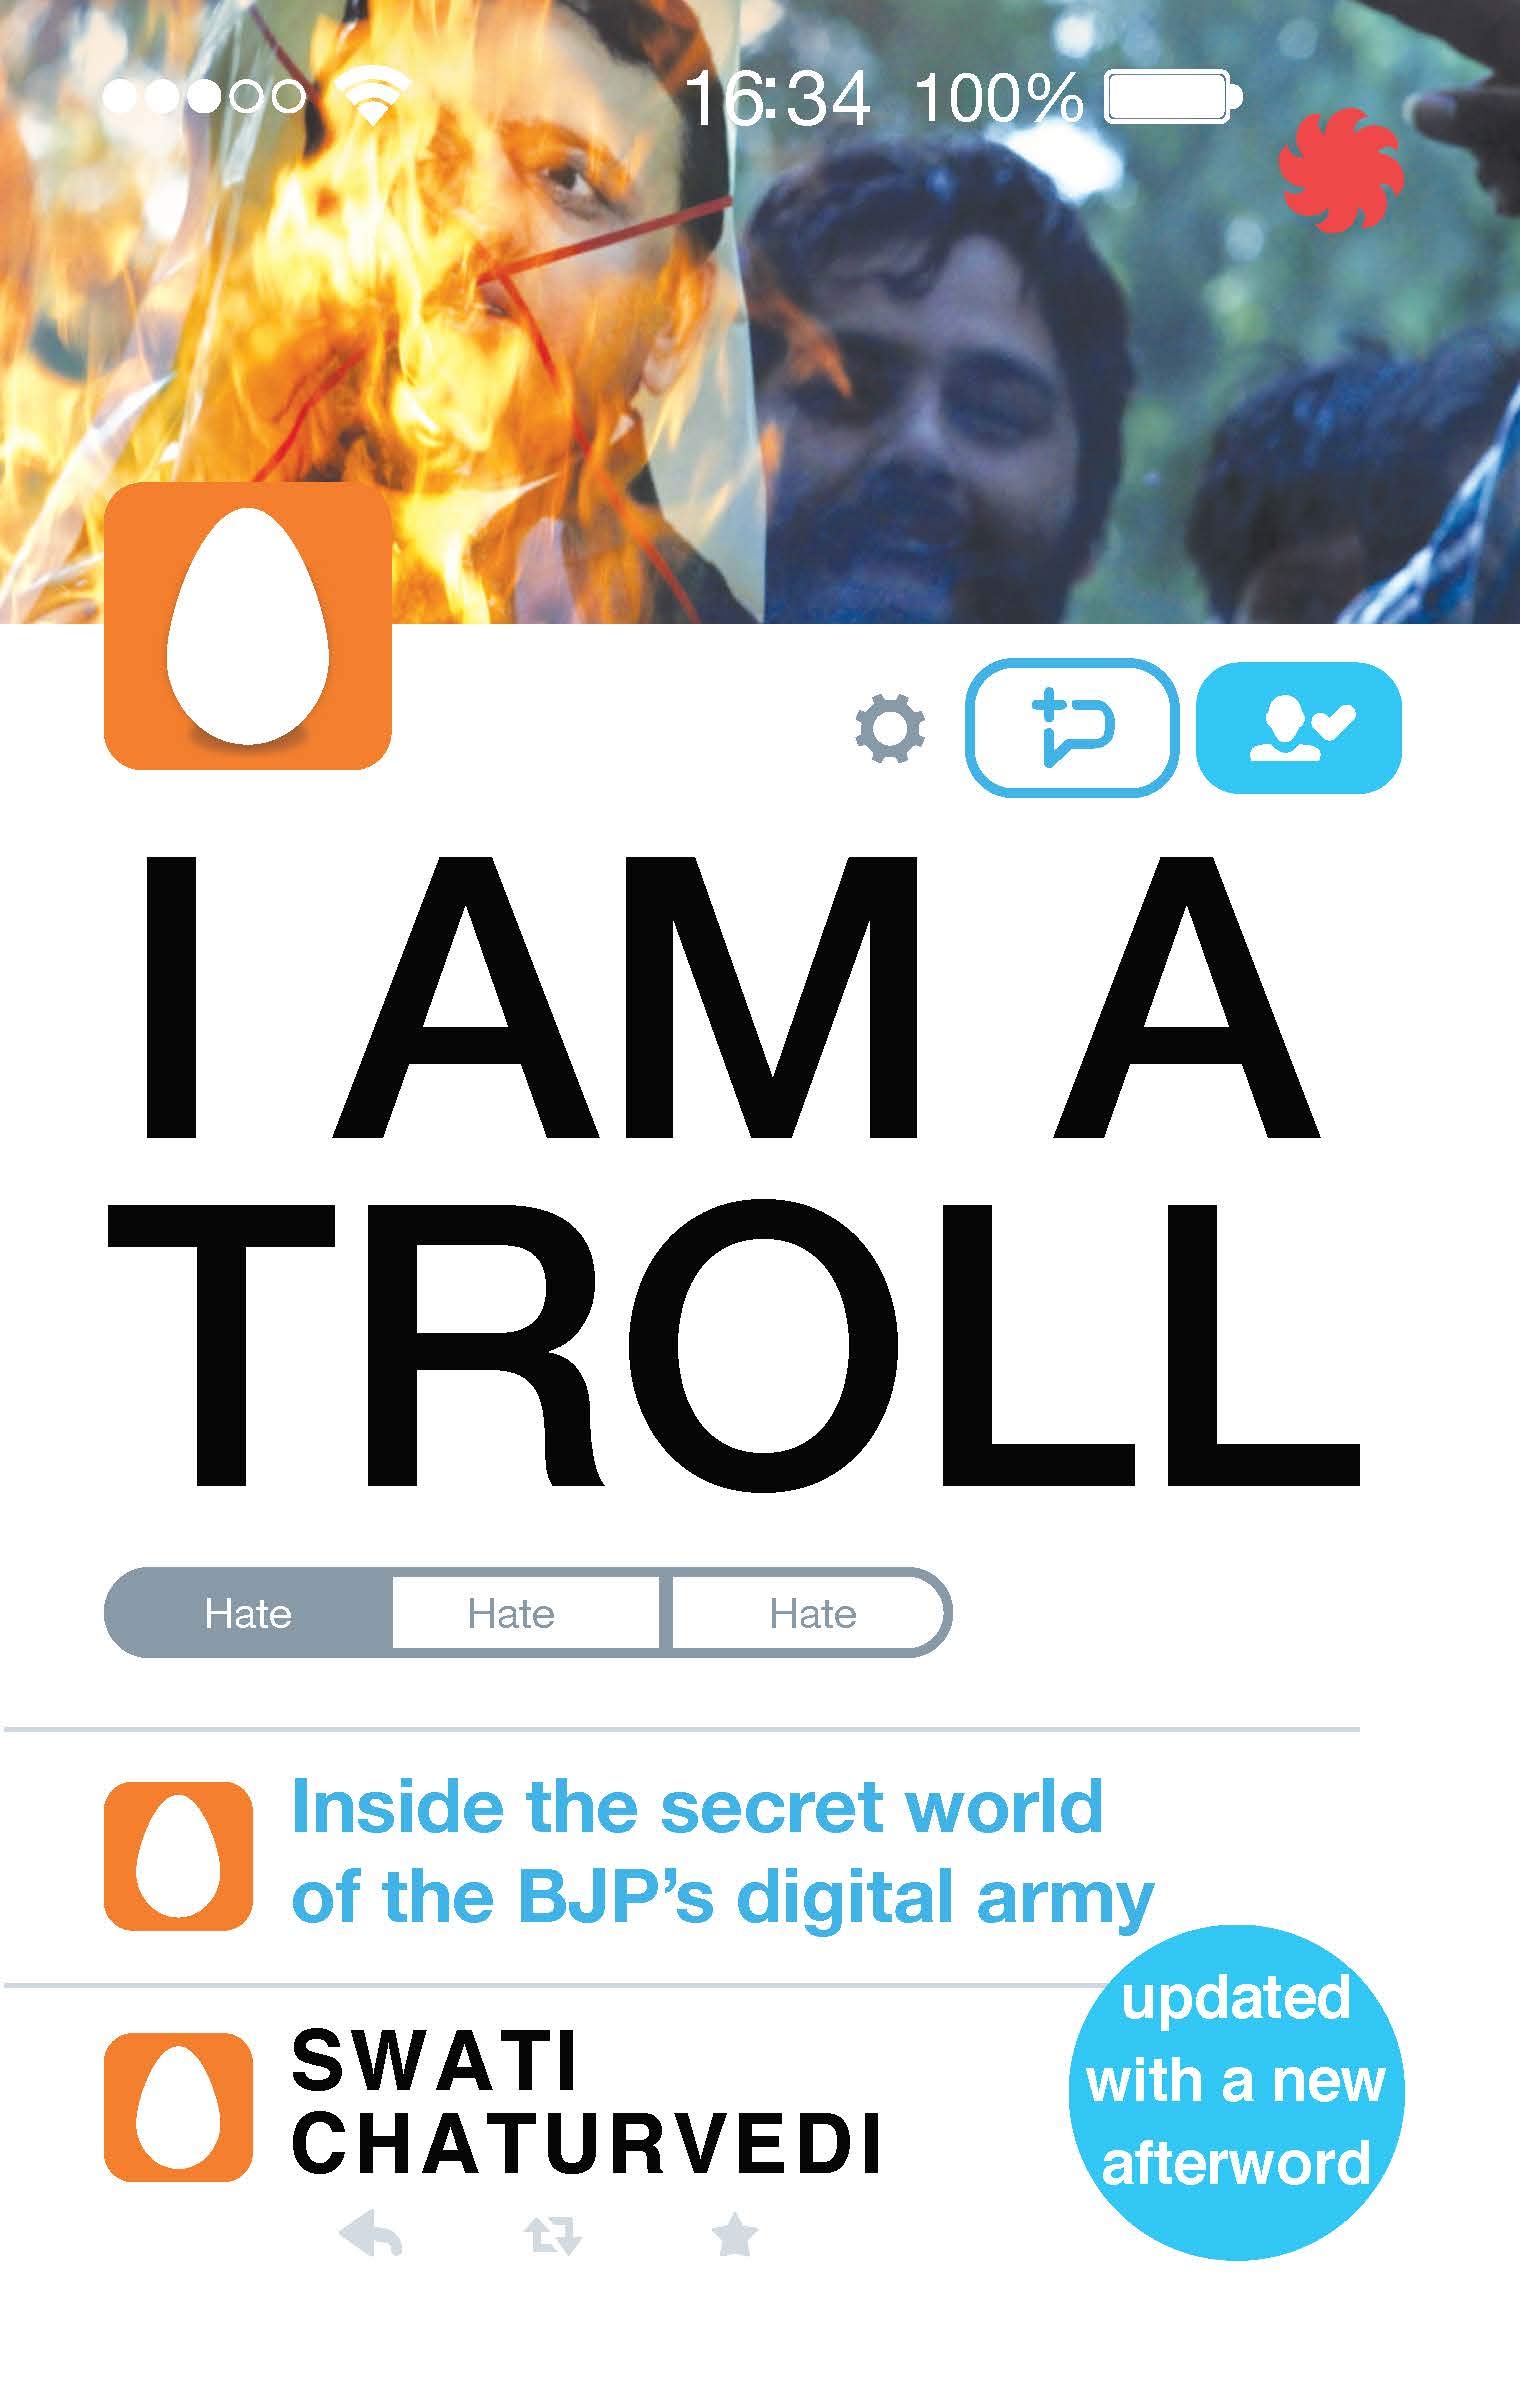 16:34 100%
I AM A
TROLL
Hate Hate Hate
Inside the secret world
of the BJP’s digital army
SWATI
CHATURVEDI
updated
with a new
afterword